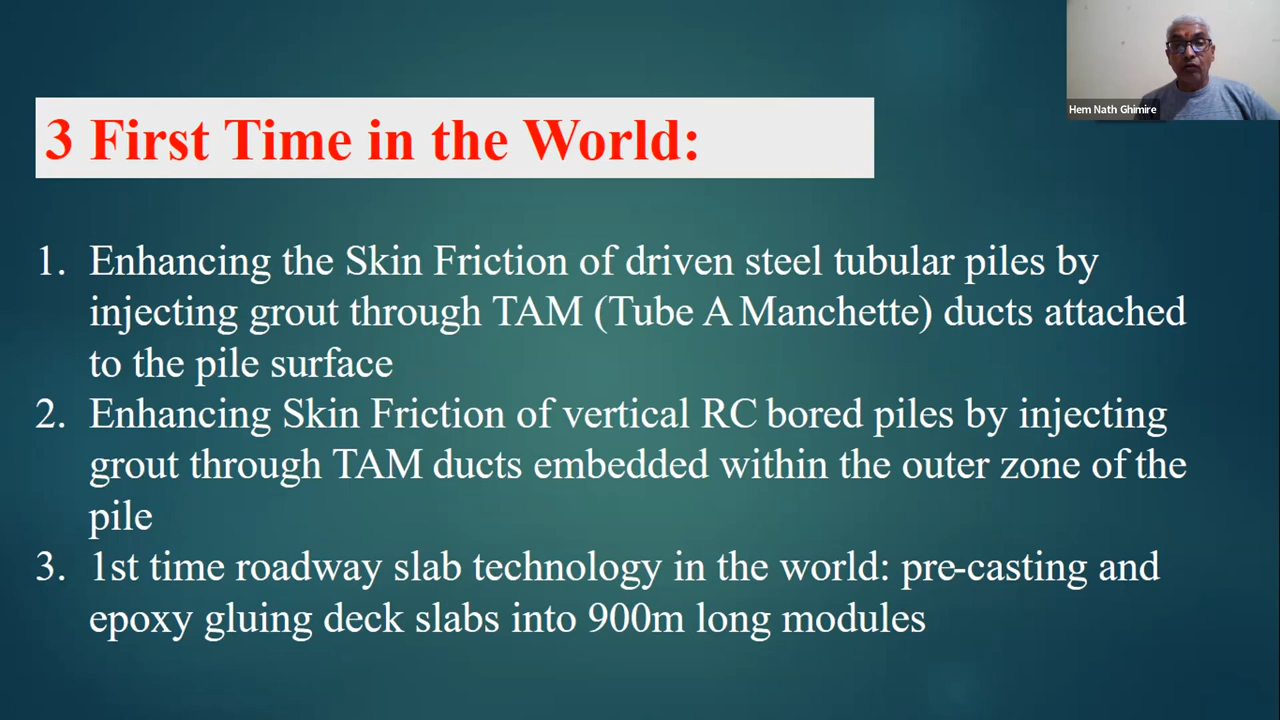 Hem Nath Ghimire
3 First Time in the World:
1. Enhancing the Skin Friction of driven steel tubular piles by
injecting grout through TAM (Tube A Manchette) ducts attached
to the pile surface
2. Enhancing Skin Friction of vertical RC bored piles by injecting
grout through TAM ducts embedded within the outer zone of the
pile
3. 1st time roadway slab technology in the world: pre-casting and
epoxy gluing deck slabs into 900m long modules